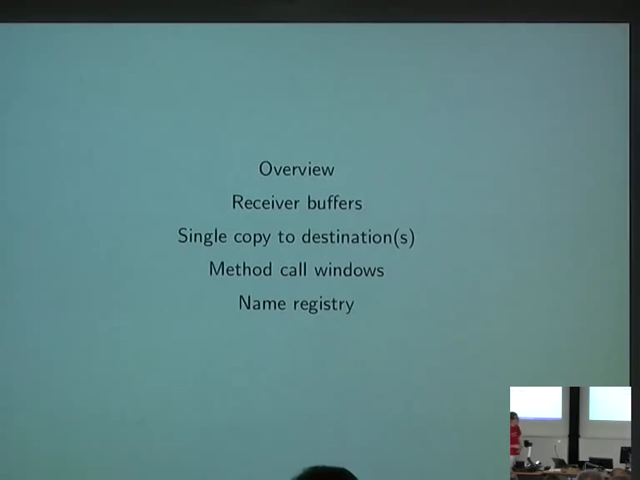 Overview
Receiver buffers
Single copy to destination(s)
Method call windows
Name registry